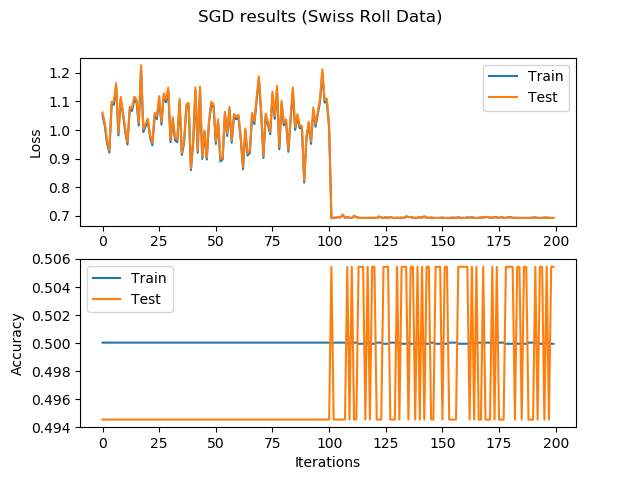 SGD results (Swiss Roll Data)
1.2
1.1
1.0
0.9
0.8
0.7
Loss
Train
Test
0 25 50 75 100 125 150 175 200
0.506
0.504
0.502
0.500
0.498
0.496
0.494
Accuracy
Train
Test
0 25 50 75 100 125 150 175 200
Iterations